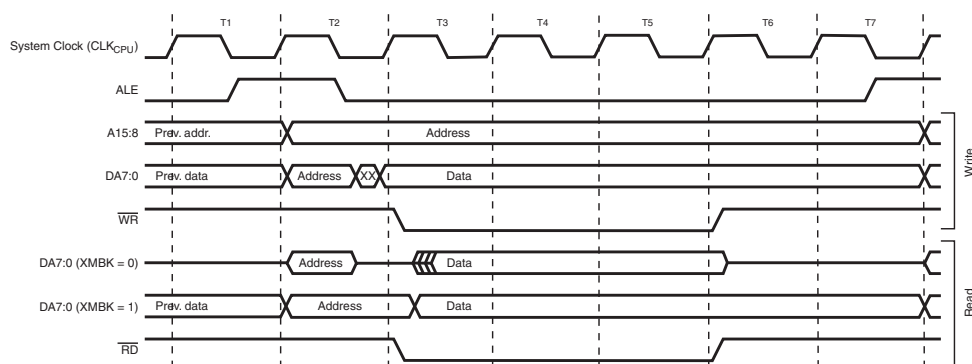 T1 T2 T3 T4 T5 T6 T7
System Clock (CLKCPU)
ALE
A15:8 Prev. addr. Address
DA7:0 Prev. data Address XX Data
WR
Write
DA7:0 (XMBK = 0) Address Data
DA7:0 (XMBK = 1) Prev. data Address Data
RD
Read